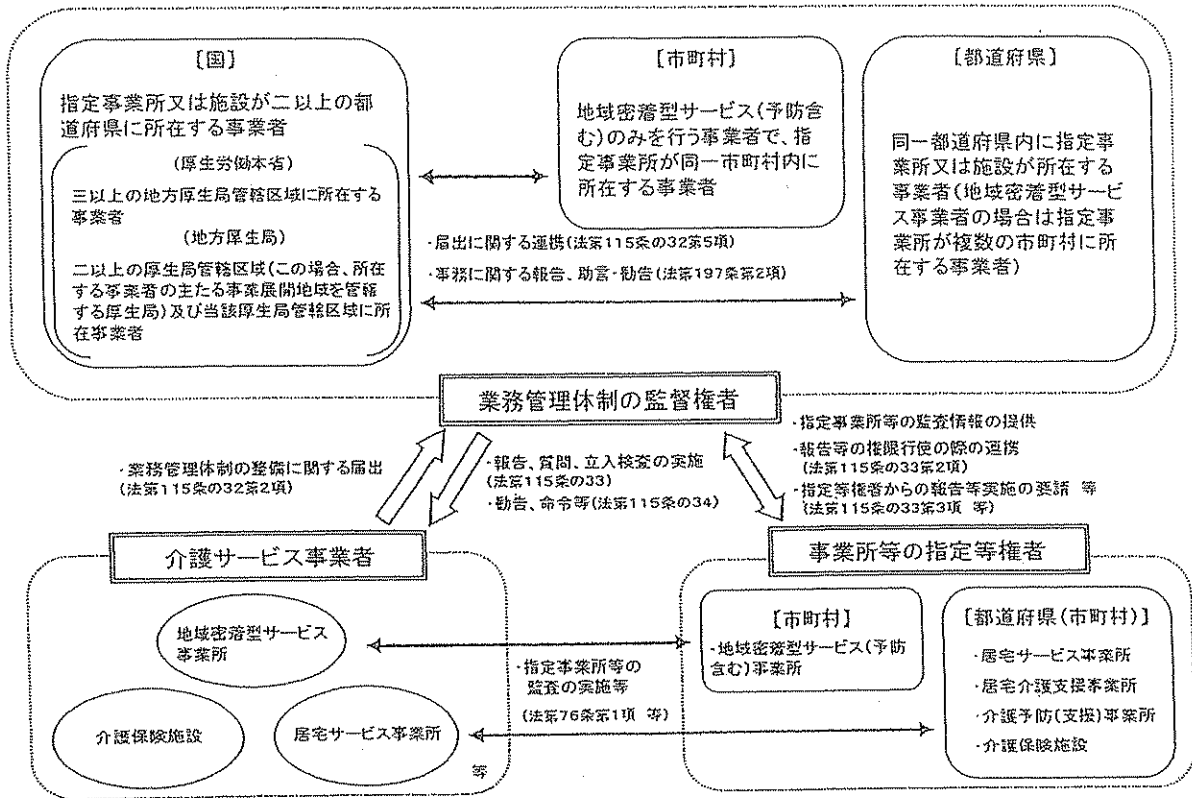 [国]
指定事業所又は施設が二以上の都
道府県に所在する事業者
(厚生労働本省)
三以上の地方厚生局管轄区域に所在する
事業者
(地方厚生局)
二以上の厚生局管轄区域(この場合、所在
する事業者の主たる事業展開地域を管轄
する厚生局)及び当該厚生局管轄区域に所
在事業者
[市町村]
地域密着型サービス(予防含
む)のみを行う事業者で、指
定事業所が同一市町村内に
所在する事業者
[都道府県]
同一都道府県内に指定事
業所又は施設が所在する
事業者(地域密着型サービ
ス事業者の場合は指定事
業所が複数の市町村に所
在する事業者)
・届出に関する連携(法第115条の32第5項)
・事務に関する報告、助言・勧告(法第197条第2項)
業務管理体制の監督権者
・業務管理体制の整備に関する届出
(法第115条の32第2項)
・報告、質問、立入検査の実施
(法第115条の33)
・勧告、命令等(法第115条の34)
・指定事業所等の監査情報の提供
・報告等の権限行使の際の連携
(法第115条の33第2項)
・指定等権者からの報告等実施の要請 等
(法第115条の33第3項 等)
介護サービス事業者
地域密着型サービス
事業所
介護保険施設
居宅サービス事業所
等
・指定事業所等の
監査の実施等
(法第76条第1項 等)
事業所等の指定等権者
[市町村]
・地域密着型サービス(予防
含む)事業所
[都道府県(市町村)]
・居宅サービス事業所
・居宅介護支援事業所
・介護予防(支援)事業所
・介護保険施設